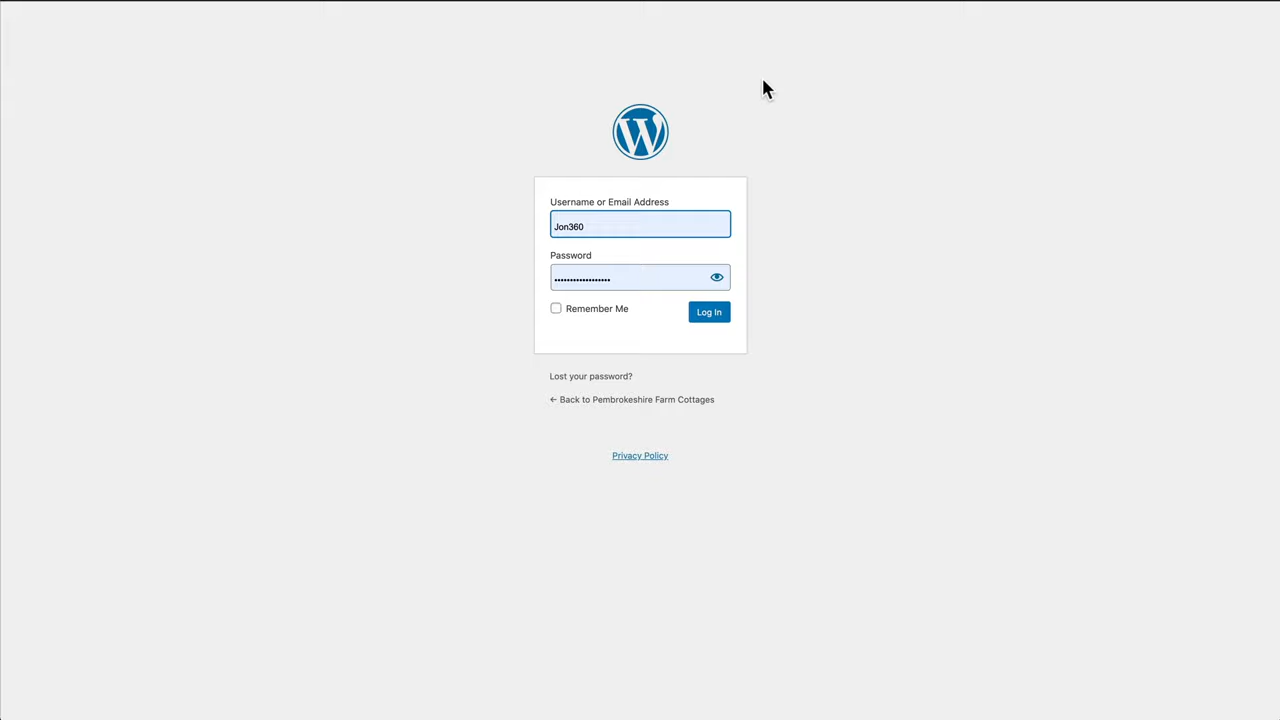 Username or Email Address
Jon360
Password
••••••••••••••••••
Remember Me
Log In
Lost your password?
← Back to Pembrokeshire Farm Cottages
Privacy Policy